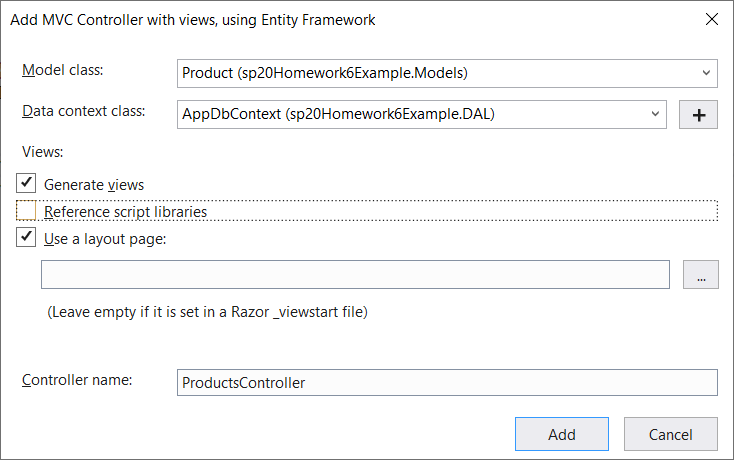 Add MVC Controller with views, using Entity Framework
Model class: Product (sp20Homework6Example.Models)
Data context class: AppDbContext (sp20Homework6Example.DAL) +
Views:
Generate views
Reference script libraries
Use a layout page:
...
(Leave empty if it is set in a Razor _viewstart file)
Controller name: ProductsController
Add Cancel